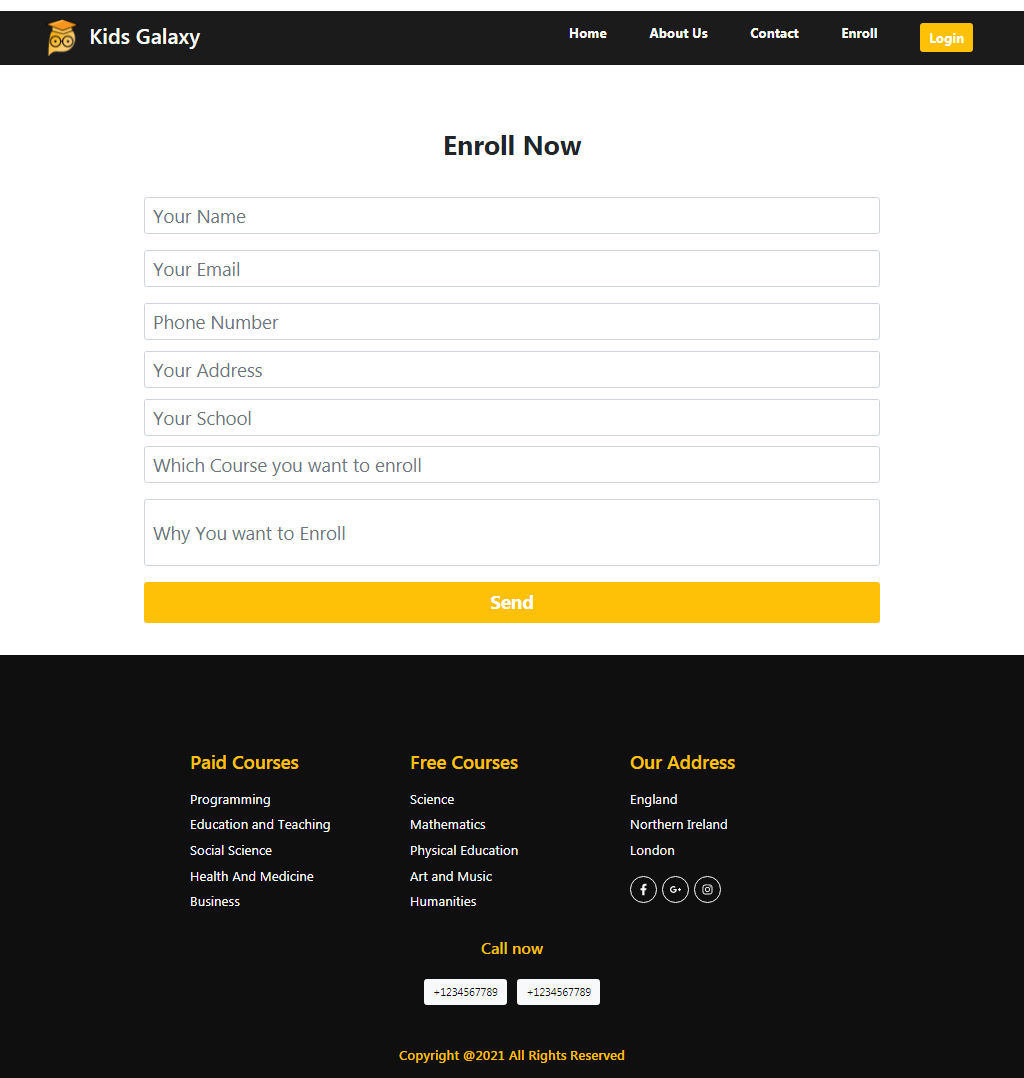 Kids Galaxy
Home About Us Contact Enroll Login
Enroll Now
Your Name
Your Email
Phone Number
Your Address
Your School
Which Course you want to enroll
Why You want to Enroll
Send
Paid Courses
Programming
Education and Teaching
Social Science
Health And Medicine
Business
Free Courses
Science
Mathematics
Physical Education
Art and Music
Humanities
Our Address
England
Northern Ireland
London
Call now
+1234567789 +1234567789
Copyright @2021 All Rights Reserved